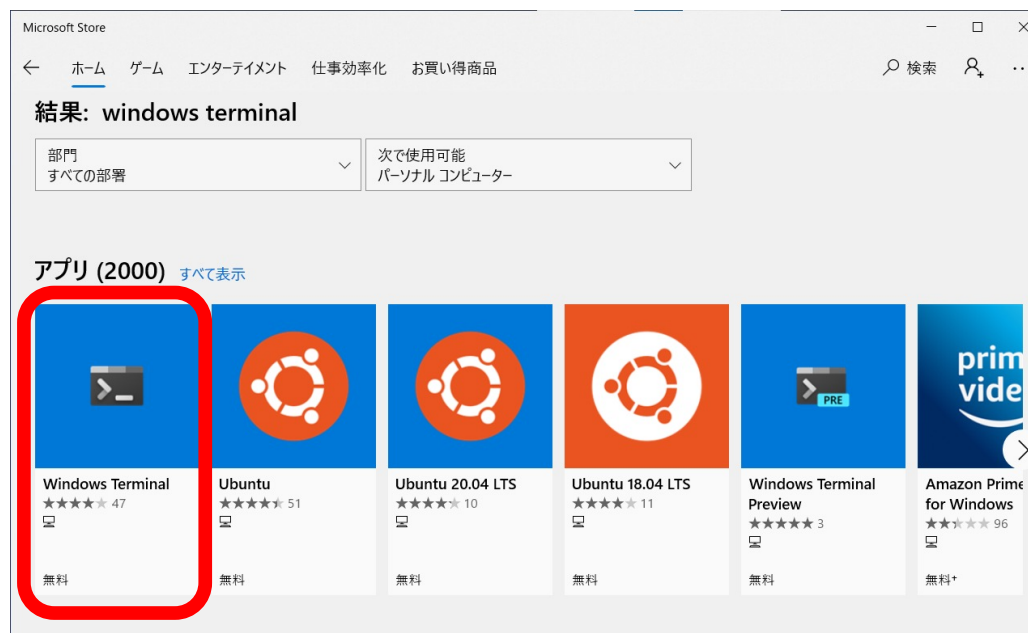 Microsoft Store
ホーム ゲーム エンターテイメント 仕事効率化 お買い得商品 検索
結果: windows terminal
部門
すべての部署
次で使用可能
パーソナル コンピューター
アプリ (2000) すべて表示
PRE
prim
vide
Windows Terminal
47
無料
Ubuntu
51
無料
Ubuntu 20.04 LTS
10
無料
Ubuntu 18.04 LTS
11
無料
Windows Terminal
Preview
3
無料
Amazon Prime
for Windows
96
無料+